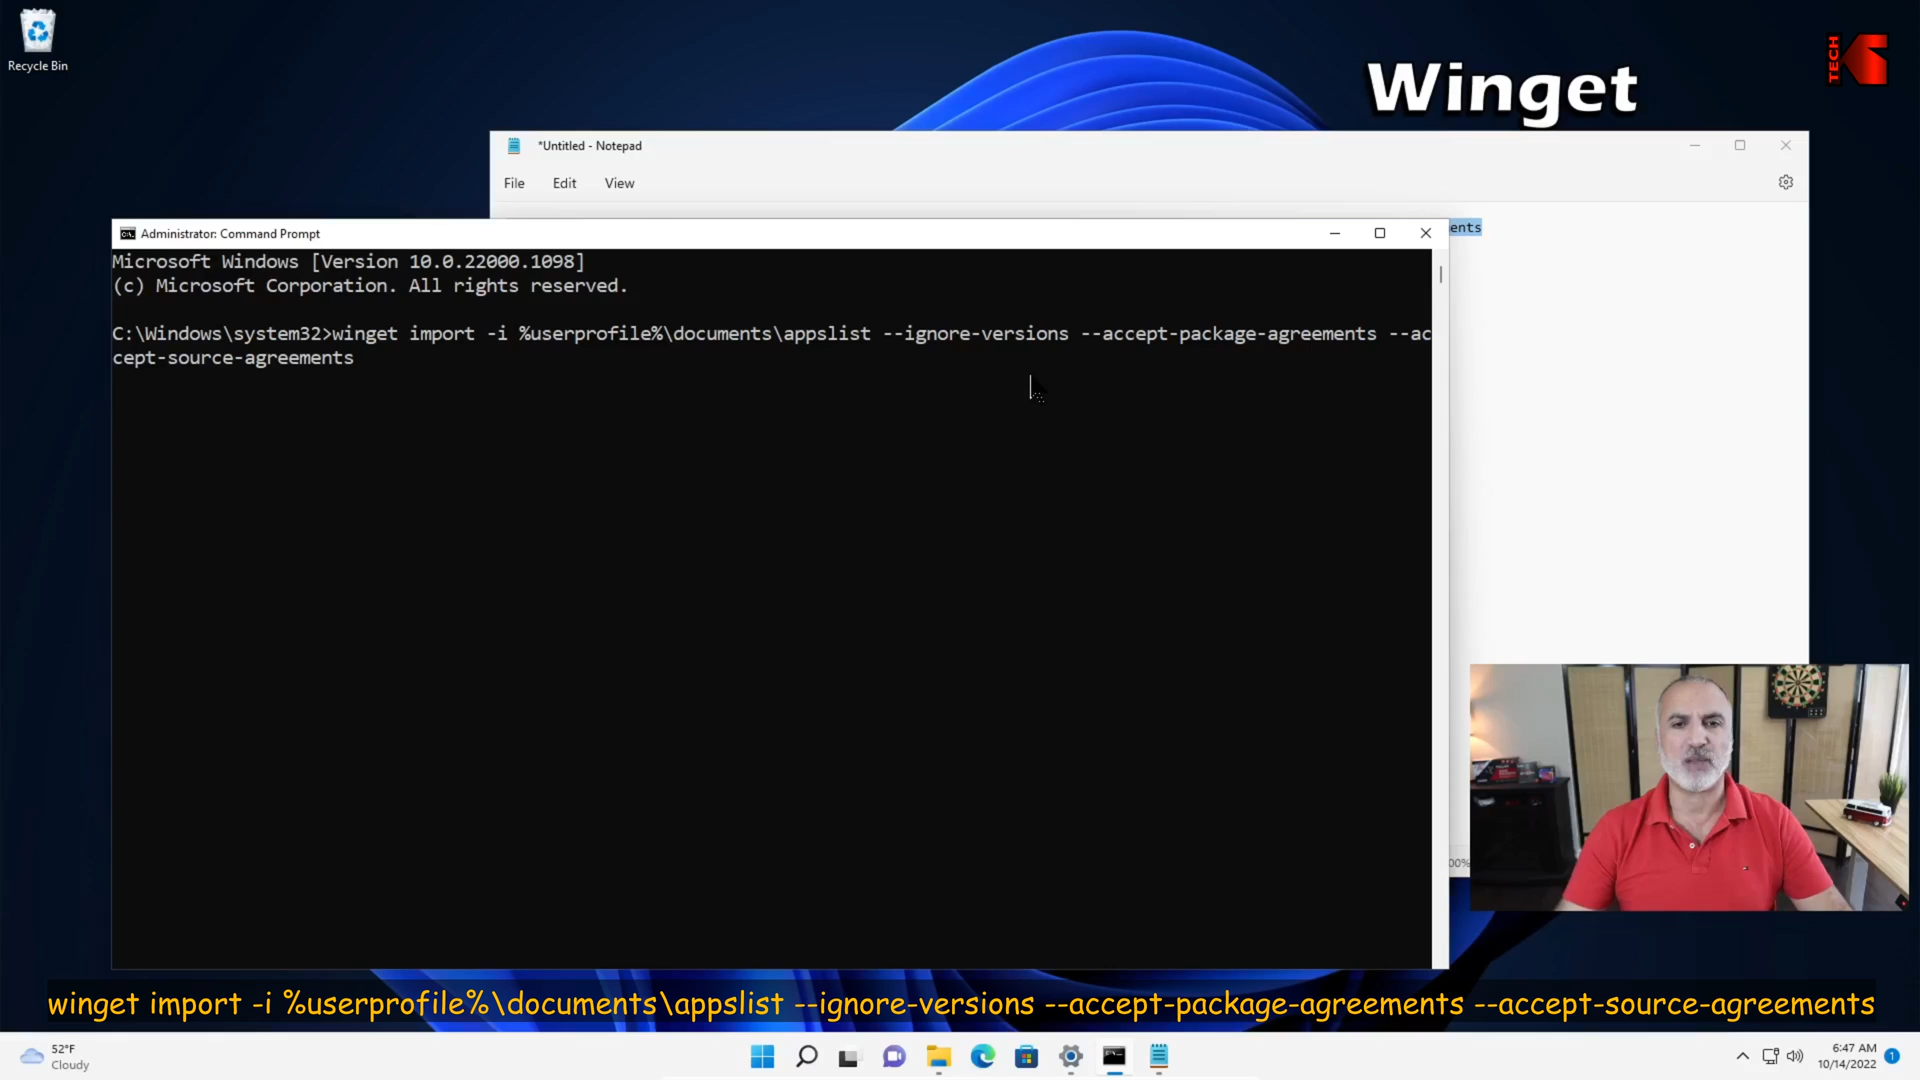 Recycle Bin
Winget
TECH
*Untitled - Notepad
File Edit View
ents
Administrator: Command Prompt
Microsoft Windows [Version 10.0.22000.1098]
(c) Microsoft Corporation. All rights reserved.
C:\Windows\system32>winget import -i %userprofile%\documents\appslist --ignore-versions --accept-package-agreements --ac
cept-source-agreements
00%
winget import -i %userprofile%\documents\appslist --ignore-versions --accept-package-agreements --accept-source-agreements
52°F
Cloudy
6:47 AM
10/14/2022
1